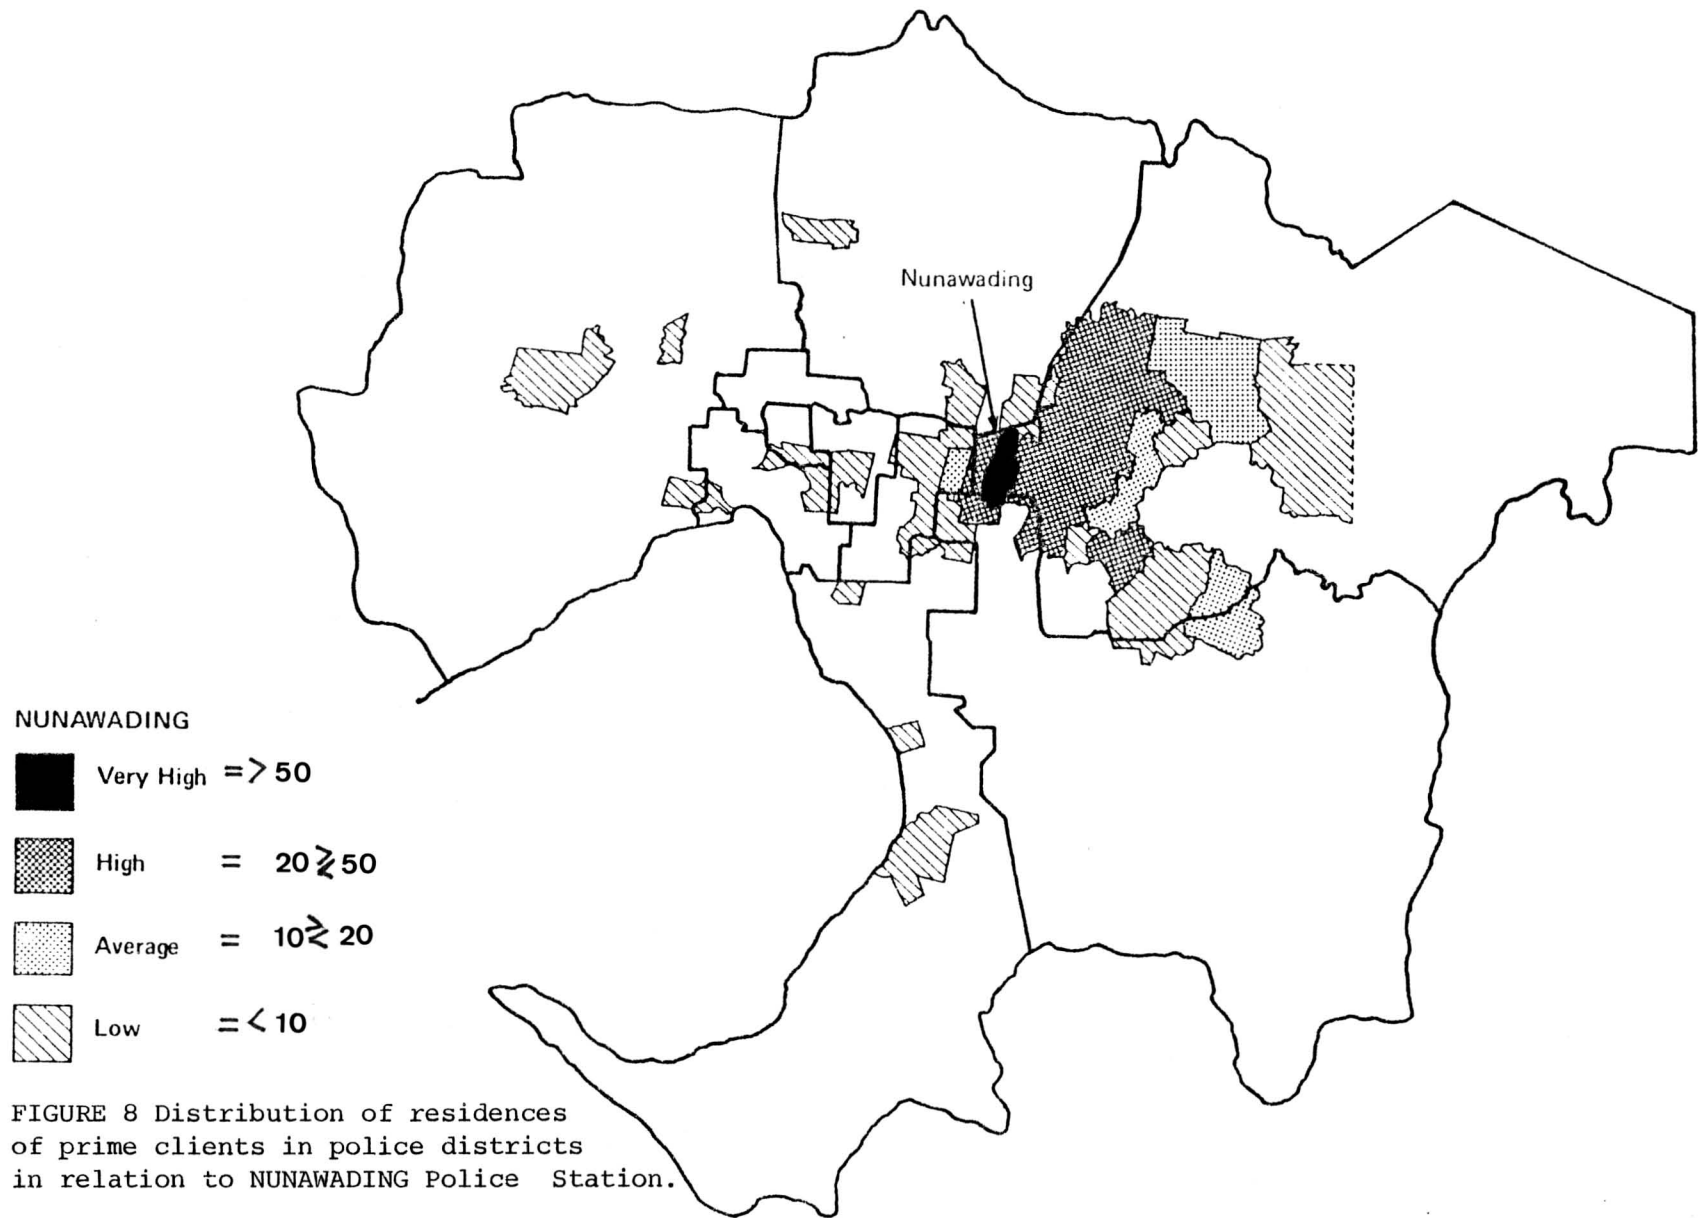 Nunawading
NUNAWADING
Very High => 50
High = 20≷50
Average = 10≷20
Low =< 10
FIGURE 8 Distribution of residences
of prime clients in police districts
in relation to NUNAWADING Police Station.